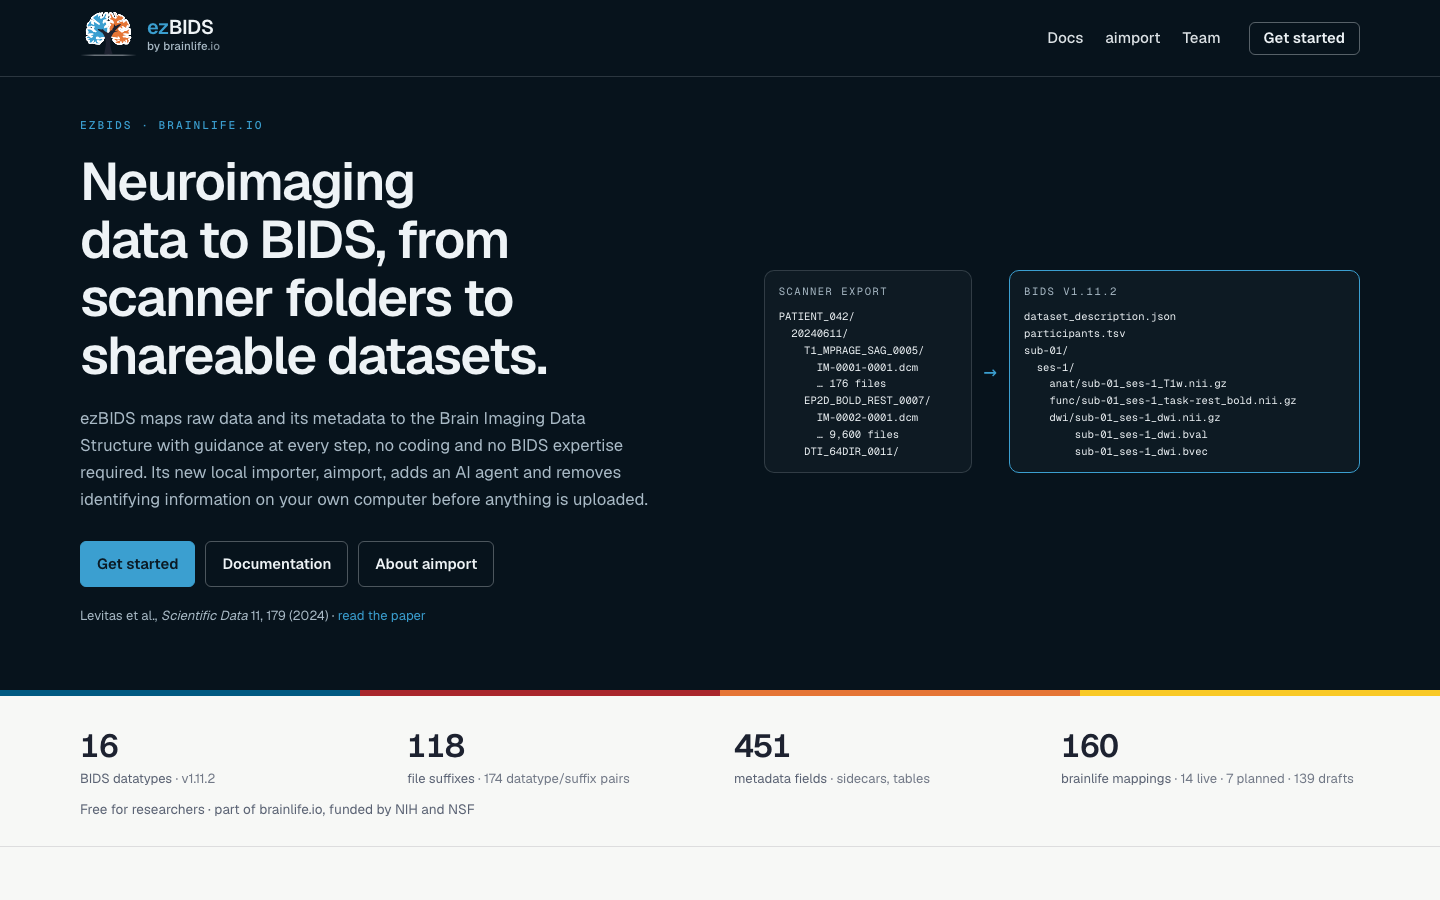 ezBIDS
by brainlife.io
Docs
aimport
Team
Get started
EZBIDS · BRAINLIFE.IO
Neuroimaging
data to BIDS, from
scanner folders to
shareable datasets.
ezBIDS maps raw data and its metadata to the Brain Imaging Data
Structure with guidance at every step, no coding and no BIDS expertise
required. Its new local importer, aimport, adds an AI agent and removes
identifying information on your own computer before anything is uploaded.
Get started
Documentation
About aimport
Levitas et al., Scientific Data 11, 179 (2024) · read the paper
SCANNER EXPORT
PATIENT_042/
20240611/
T1_MPRAGE_SAG_0005/
IM-0001-0001.dcm
… 176 files
EP2D_BOLD_REST_0007/
IM-0002-0001.dcm
… 9,600 files
DTI_64DIR_0011/
→
BIDS V1.11.2
dataset_description.json
participants.tsv
sub-01/
ses-1/
anat/sub-01_ses-1_T1w.nii.gz
func/sub-01_ses-1_task-rest_bold.nii.gz
dwi/sub-01_ses-1_dwi.nii.gz
sub-01_ses-1_dwi.bval
sub-01_ses-1_dwi.bvec
16
BIDS datatypes · v1.11.2
118
file suffixes · 174 datatype/suffix pairs
451
metadata fields · sidecars, tables
160
brainlife mappings · 14 live · 7 planned · 139 drafts
Free for researchers · part of brainlife.io, funded by NIH and NSF